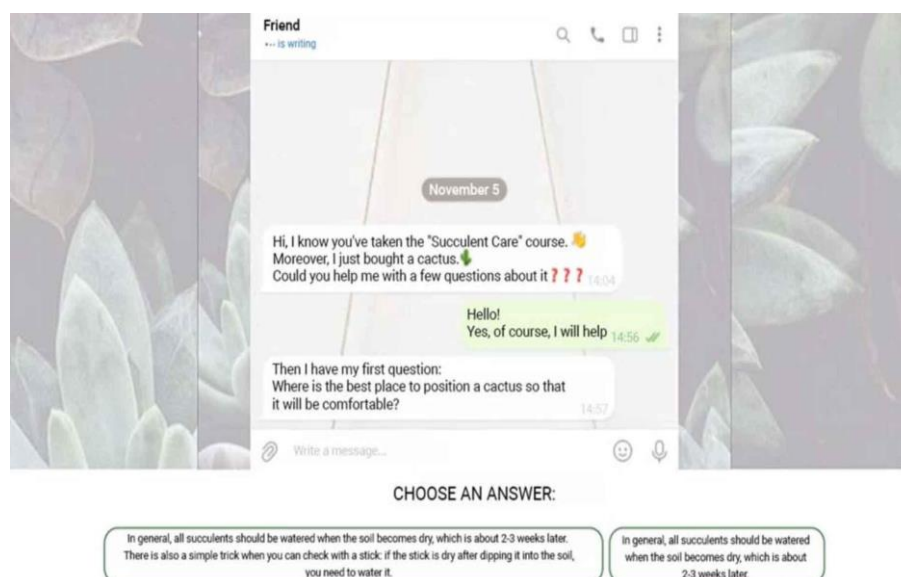 Friend
••• is writing
November 5
Hi, I know you've taken the "Succulent Care" course. 👋
Moreover, I just bought a cactus.🌵
Could you help me with a few questions about it❓❓❓ 14:04
Hello!
Yes, of course, I will help 14:56
Then I have my first question:
Where is the best place to position a cactus so that
it will be comfortable?
14:57
Write a message...
CHOOSE AN ANSWER:
In general, all succulents should be watered when the soil becomes dry, which is about 2-3 weeks later.
There is also a simple trick when you can check with a stick: if the stick is dry after dipping it into the soil,
you need to water it.
In general, all succulents should be watered
when the soil becomes dry, which is about
2-3 weeks later